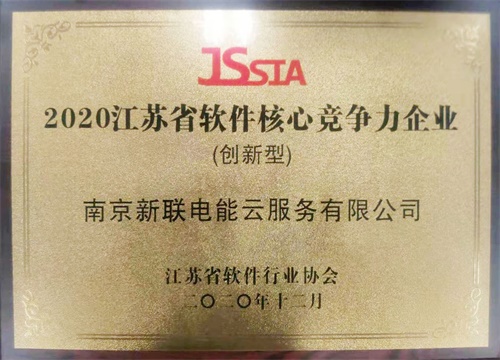 JSSIA
2020江苏省软件核心竞争力企业
(创新型)
南京新联电能云服务有限公司
江苏省软件行业协会
二〇二〇年十二月